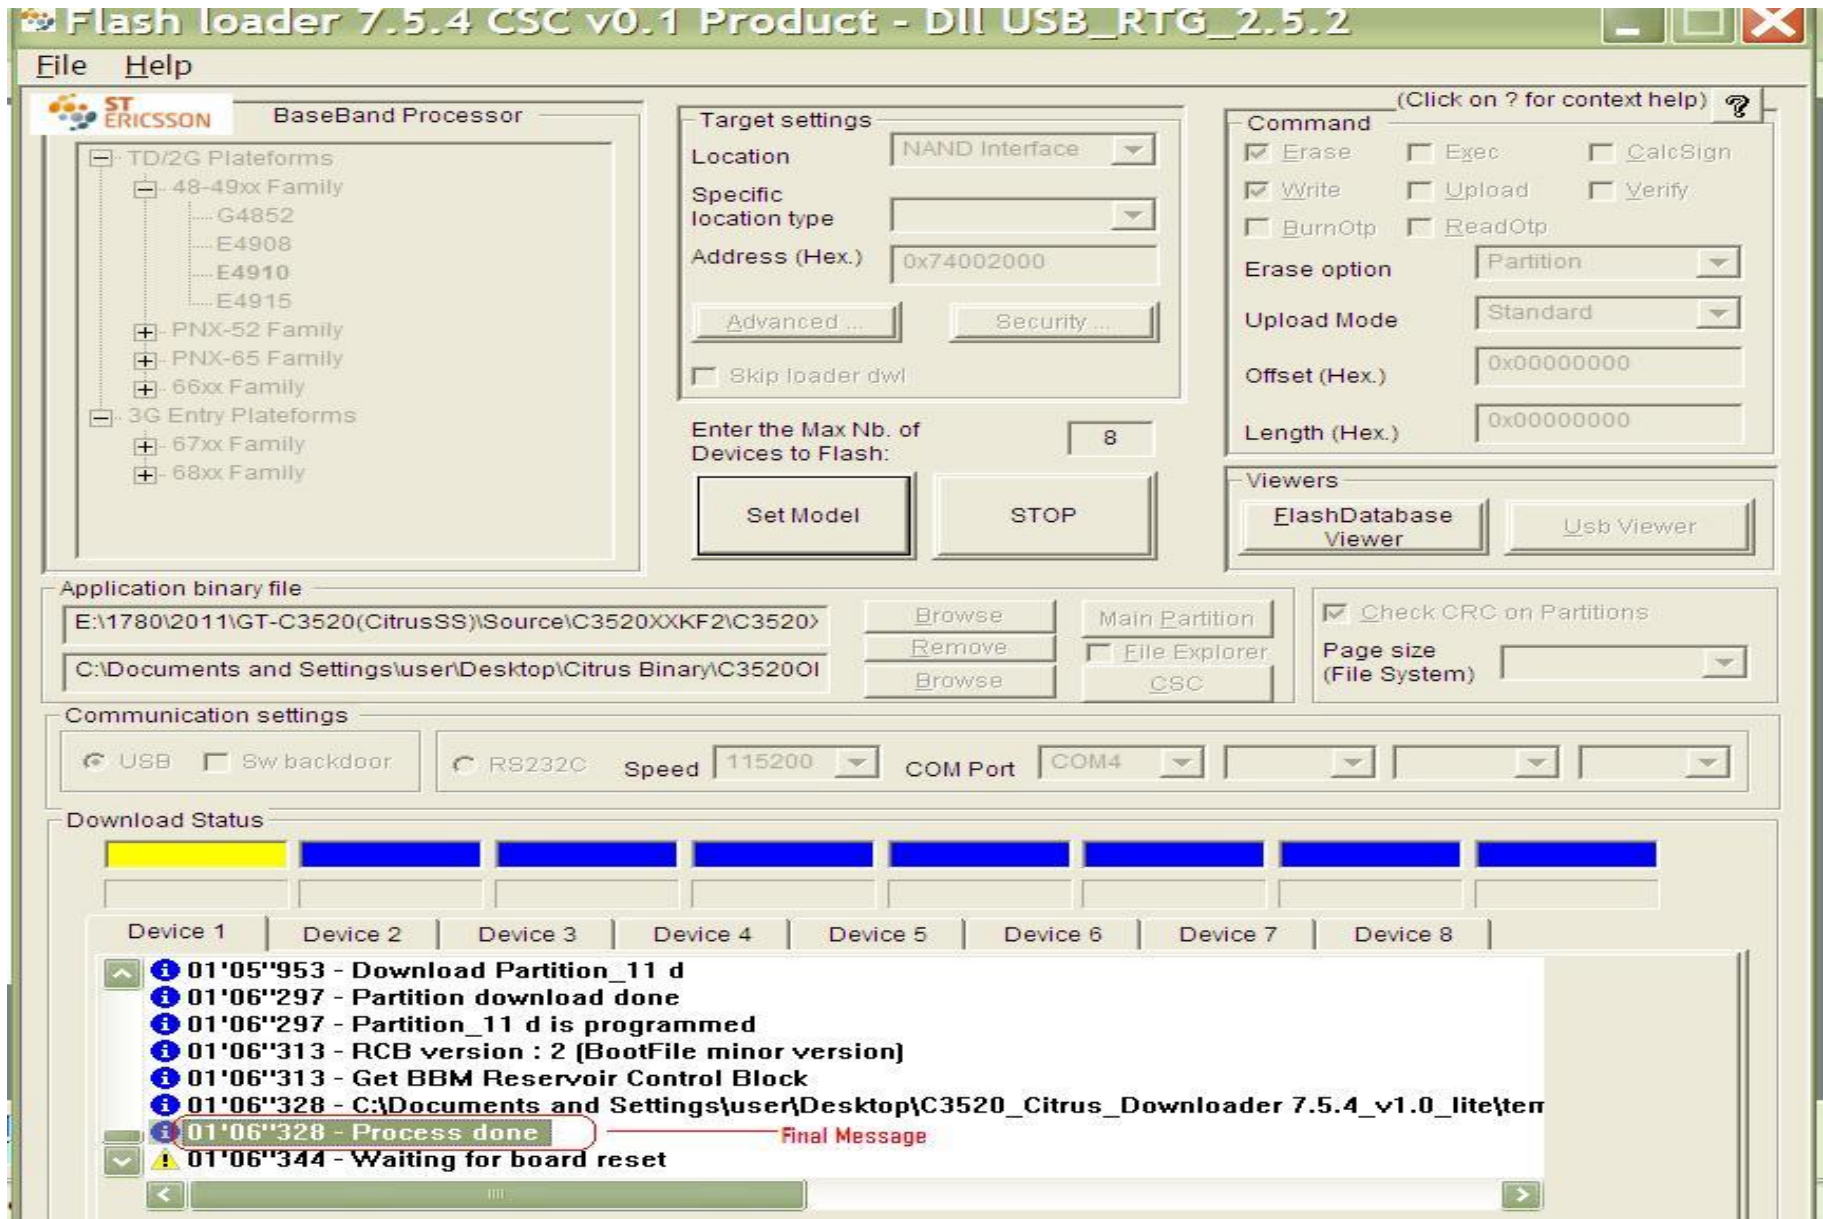 Flash loader 7.5.4 CSC v0.1 Product - Dll USB_RTG_2.5.2
File Help
ST ERICSSON
BaseBand Processor
TD/2G Plateforms
48-49xx Family
G4852
E4908
E4910
E4915
PNX-52 Family
PNX-65 Family
66xx Family
3G Entry Plateforms
67xx Family
68xx Family
Target settings
Location NAND Interface
Specific
location type
Address (Hex.) 0x74002000
Advanced ... Security ...
Skip loader dwl
Enter the Max Nb. of
Devices to Flash: 8
Set Model STOP
(Click on ? for context help) ?
Command
Erase Exec CalcSign
Write Upload Verify
BurnOtp ReadOtp
Erase option Partition
Upload Mode Standard
Offset (Hex.) 0x00000000
Length (Hex.) 0x00000000
Viewers
FlashDatabase
Viewer
Usb Viewer
Application binary file
E:\1780\2011\GT-C3520(CitrusSS)\Source\C3520XXKF2\C3520X
Browse
Main Partition
Remove
File Explorer
C:\Documents and Settings\user\Desktop\Citrus Binary\C3520OI
Browse
CSC
Check CRC on Partitions
Page size
(File System)
Communication settings
USB Sw backdoor RS232C Speed 115200 COM Port COM4
Download Status
Device 1 Device 2 Device 3 Device 4 Device 5 Device 6 Device 7 Device 8
01'05''953 - Download Partition_11 d
01'06''297 - Partition download done
01'06''297 - Partition_11 d is programmed
01'06''313 - RCB version : 2 (BootFile minor version)
01'06''313 - Get BBM Reservoir Control Block
01'06''328 - C:\Documents and Settings\user\Desktop\C3520_Citrus_Downloader 7.5.4_v1.0_lite\tem
01'06''328 - Process done Final Message
01'06''344 - Waiting for board reset